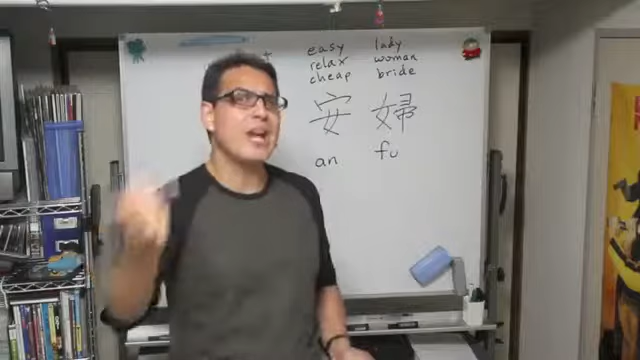 easy lady
relax woman
cheap bride
安 婦
an fu